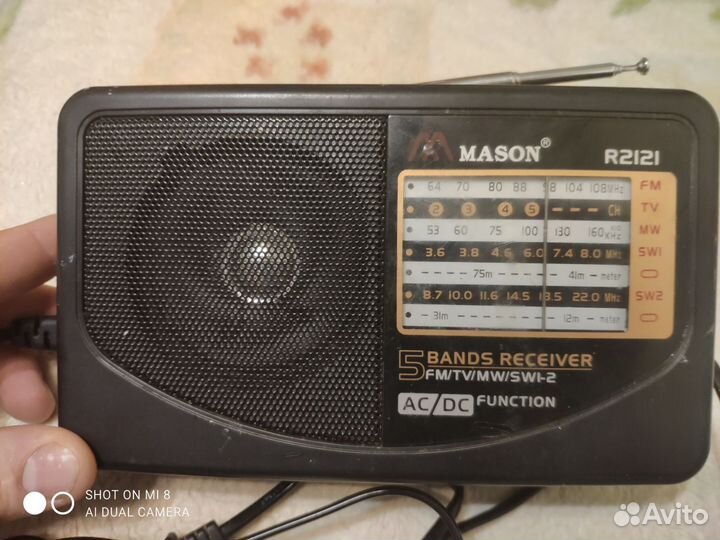 MASON® R2121
64 70 80 88 98 104 108MHz FM
2 3 4 5 CH TV
53 60 75 100 130 160 X10 KHz MW
3.6 3.8 4.6 6.0 7.4 8.0 MHz SW1
75m 41m meter
8.7 10.0 11.6 14.5 18.5 22.0 MHz SW2
31m 12m meter
5 BANDS RECEIVER
FM/TV/MW/SW1-2
AC/DC FUNCTION
SHOT ON MI 8
AI DUAL CAMERA
Avito